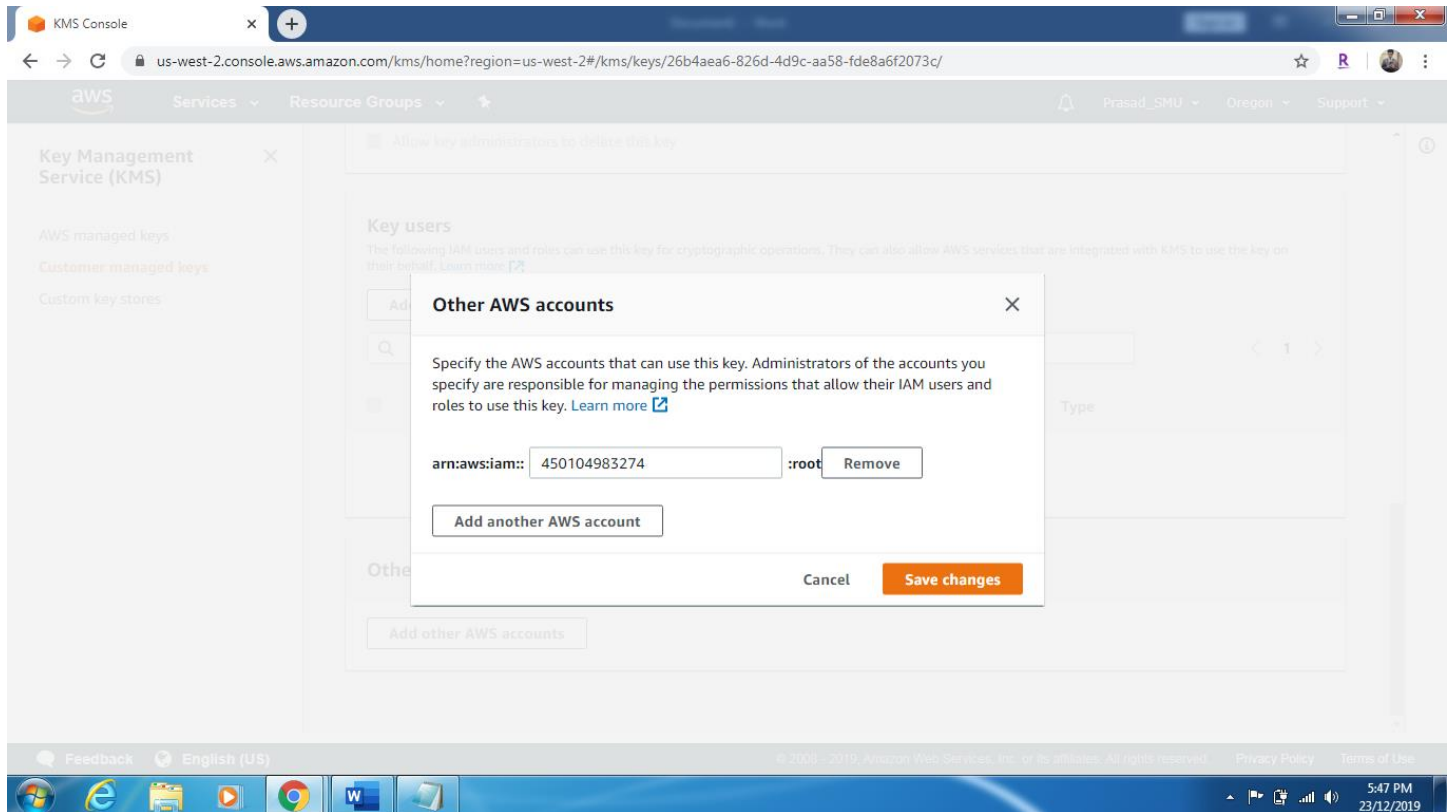 KMS Console
us-west-2.console.aws.amazon.com/kms/home?region=us-west-2#/kms/keys/26b4aea6-826d-4d9c-aa58-fde8a6f2073c/
R
aws Services Resource Groups Prasad_SMU Oregon Support
Allow key administrators to delete this key
Key Management
Service (KMS)
AWS managed keys
Customer managed keys
Custom key stores
Key users
The following IAM users and roles can use this key for cryptographic operations. They can also allow AWS services that are integrated with KMS to use the key on
their behalf. Learn more
Ad
1
Type
Other AWS accounts
Specify the AWS accounts that can use this key. Administrators of the accounts you
specify are responsible for managing the permissions that allow their IAM users and
roles to use this key. Learn more
arn:aws:iam:: 450104983274 :root Remove
Add another AWS account
Cancel Save changes
Othe
Add other AWS accounts
Feedback English (US) © 2008 - 2019, Amazon Web Services, Inc. or its affiliates. All rights reserved. Privacy Policy Terms of Use
W
5:47 PM
23/12/2019